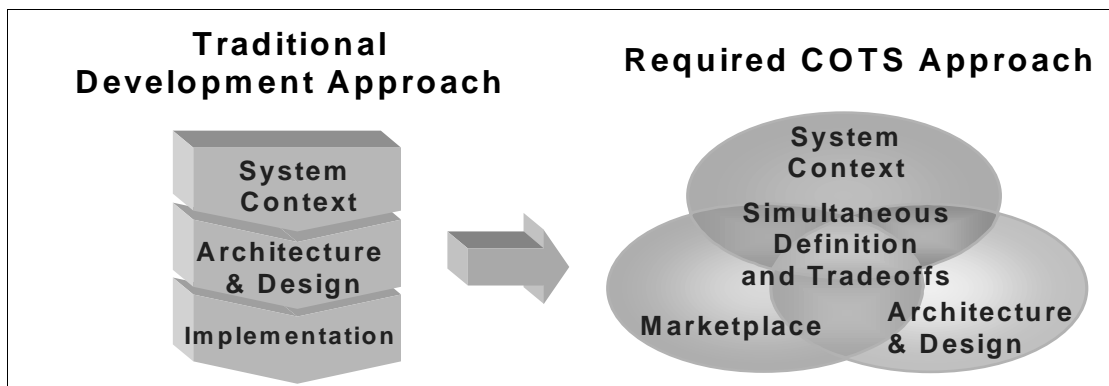 Traditional
Development Approach
System
Context
Architecture
& Design
Implementation
Required COTS Approach
System
Context
Simultaneous
Definition
and Tradeoffs
Marketplace
Architecture
& Design